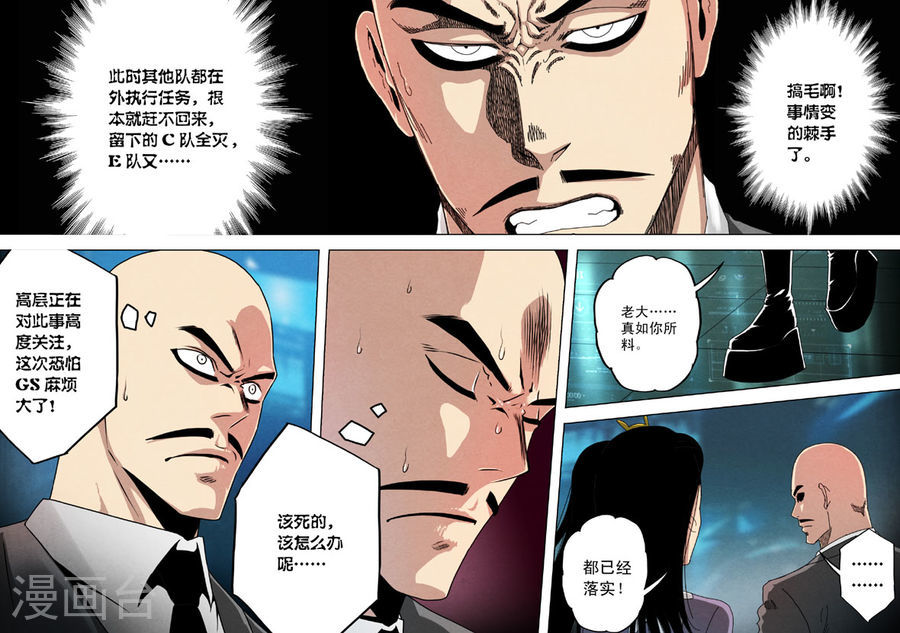 此时其他队都在
外执行任务，根
本就赶不回来，
留下的 C 队全灭，
E 队又……
搞毛啊！
事情变
的棘手
了。
高层正在
对此事高
度关注，
这次恐怕
GS 麻烦
大了！
该死的，
该怎么办
呢……
老大……
真如你所
料。
都已经
落实！
……
……
漫画台